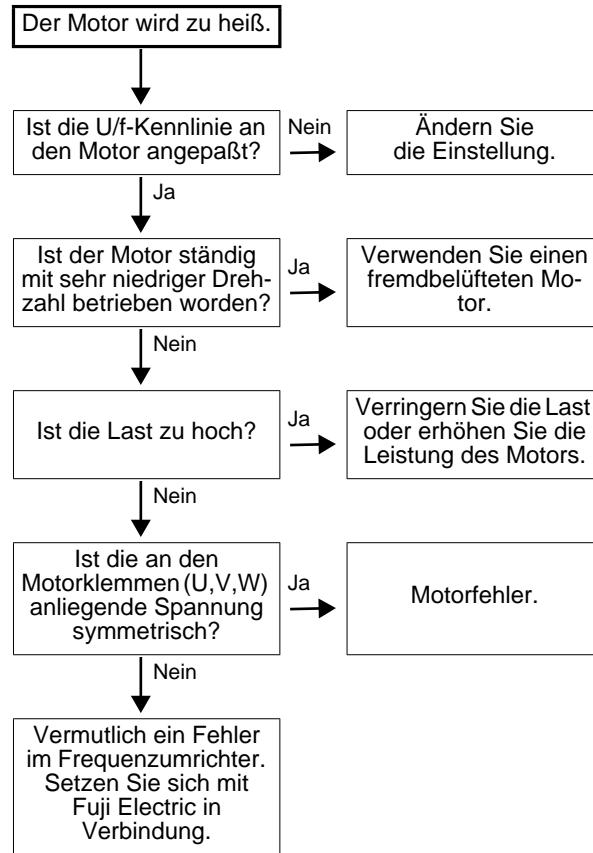 Der Motor wird zu heiß.
Ist die U/f-Kennlinie an
den Motor angepaßt?
Nein
Ändern Sie
die Einstellung.
Ja
Ist der Motor ständig
mit sehr niedriger Dreh-
zahl betrieben worden?
Ja
Verwenden Sie einen
fremdbelüfteten Mo-
tor.
Nein
Ist die Last zu hoch?
Ja
Verringern Sie die Last
oder erhöhen Sie die
Leistung des Motors.
Nein
Ist die an den
Motorklemmen (U,V,W)
anliegende Spannung
symmetrisch?
Ja
Motorfehler.
Nein
Vermutlich ein Fehler
im Frequenzumrichter.
Setzen Sie sich mit
Fuji Electric in
Verbindung.